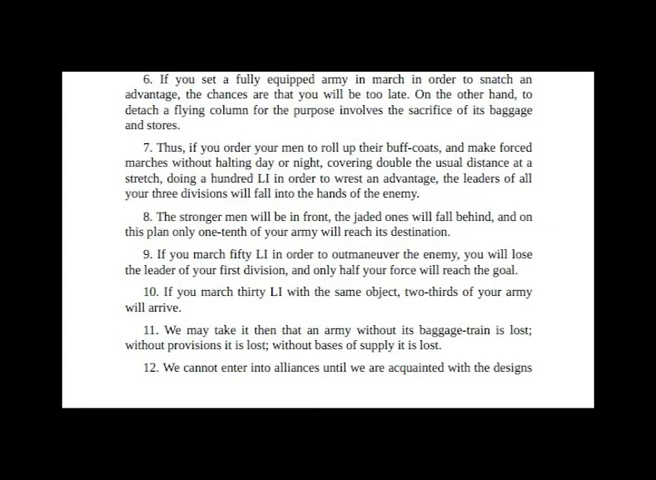 6. If you set a fully equipped army in march in order to snatch an
advantage, the chances are that you will be too late. On the other hand, to
detach a flying column for the purpose involves the sacrifice of its baggage
and stores.
7. Thus, if you order your men to roll up their buff-coats, and make forced
marches without halting day or night, covering double the usual distance at a
stretch, doing a hundred LI in order to wrest an advantage, the leaders of all
your three divisions will fall into the hands of the enemy.
8. The stronger men will be in front, the jaded ones will fall behind, and on
this plan only one-tenth of your army will reach its destination.
9. If you march fifty LI in order to outmaneuver the enemy, you will lose
the leader of your first division, and only half your force will reach the goal.
10. If you march thirty LI with the same object, two-thirds of your army
will arrive.
11. We may take it then that an army without its baggage-train is lost;
without provisions it is lost; without bases of supply it is lost.
12. We cannot enter into alliances until we are acquainted with the designs